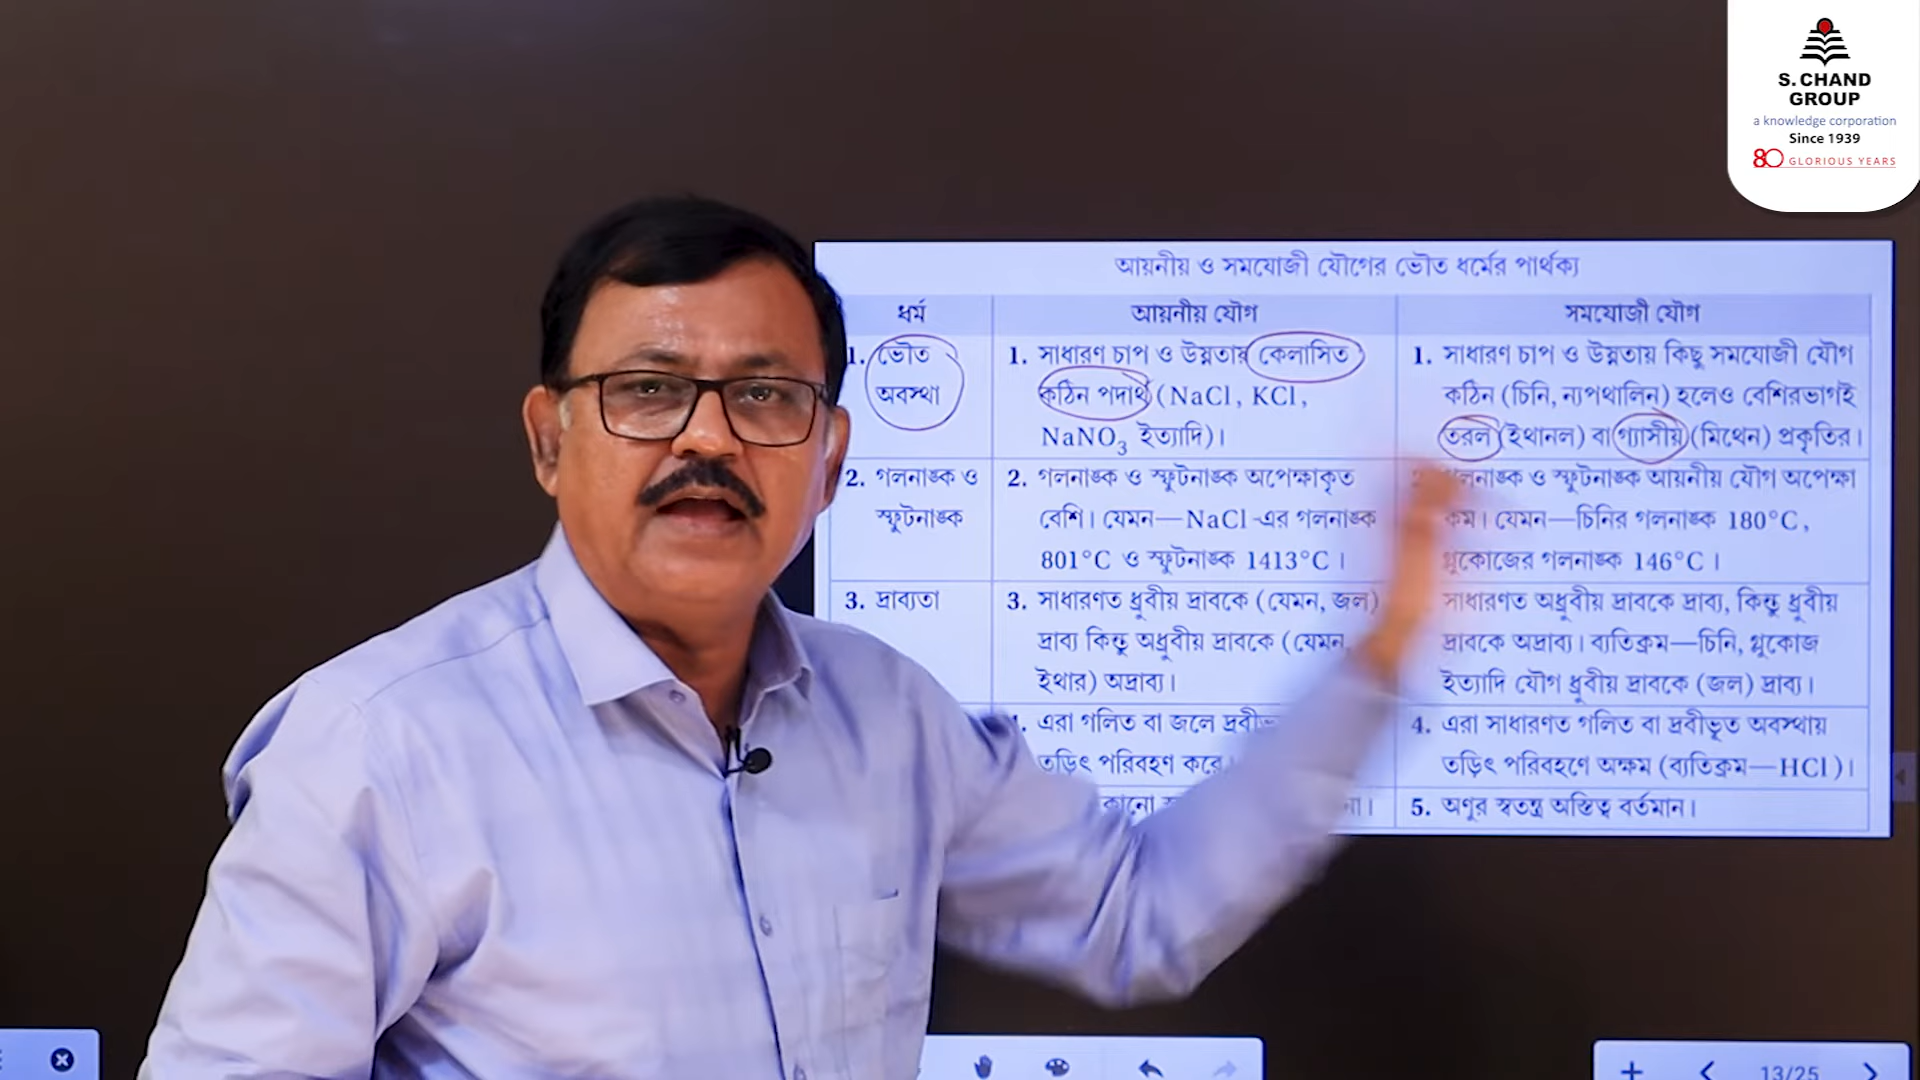 S. CHAND
GROUP
a knowledge corporation
Since 1939
80 GLORIOUS YEARS
আয়নীয় ও সমযোজী যৌগের ভৌত ধর্মের পার্থক্য
ধর্ম
আয়নীয় যৌগ
সমযোজী যৌগ
1. ভৌত
অবস্থা
1. সাধারণ চাপ ও উষ্ণতায় কেলাসিত
কঠিন পদার্থ (NaCl, KCl,
NaNO₃ ইত্যাদি)।
1. সাধারণ চাপ ও উষ্ণতায় কিছু সমযোজী যৌগ
কঠিন (চিনি, ন্যপথালিন) হলেও বেশিরভাগই
তরল (ইথানল) বা গ্যাসীয় (মিথেন) প্রকৃতির।
2. গলনাঙ্ক ও
স্ফুটনাঙ্ক
2. গলনাঙ্ক ও স্ফুটনাঙ্ক অপেক্ষাকৃত
বেশি। যেমন—NaCl-এর গলনাঙ্ক
801°C ও স্ফুটনাঙ্ক 1413°C।
2. গলনাঙ্ক ও স্ফুটনাঙ্ক আয়নীয় যৌগ অপেক্ষা
কম। যেমন—চিনির গলনাঙ্ক 180°C,
গ্লুকোজের গলনাঙ্ক 146°C।
3. দ্রাব্যতা
3. সাধারণত ধ্রুবীয় দ্রাবকে (যেমন, জল)
দ্রাব্য কিন্তু অধ্রুবীয় দ্রাবকে (যেমন,
ইথার) অদ্রাব্য।
সাধারণত অধ্রুবীয় দ্রাবকে দ্রাব্য, কিন্তু ধ্রুবীয়
দ্রাবকে অদ্রাব্য। ব্যতিক্রম—চিনি, গ্লুকোজ
ইত্যাদি যৌগ ধ্রুবীয় দ্রাবকে (জল) দ্রাব্য।
এরা গলিত বা জলে
তড়িৎ পরিবহণ করে।
4. এরা সাধারণত গলিত বা দ্রবীভূত অবস্থায়
তড়িৎ পরিবহণে অক্ষম (ব্যতিক্রম—HCl)।
5. অণুর স্বতন্ত্র অস্তিত্ব বর্তমান।
13/25